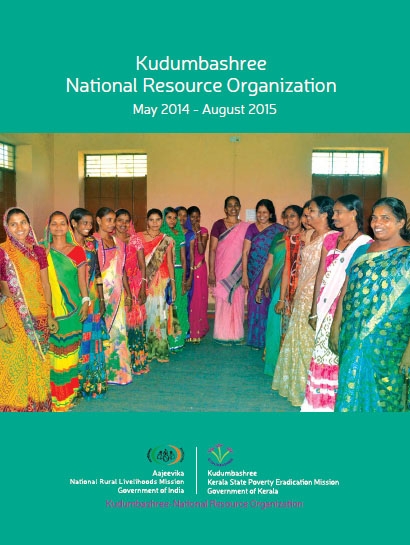 Kudumbashree
National Resource Organization
May 2014 - August 2015
Aajeevika
National Rural Livelihoods Mission
Government of India
Kudumbashree
Kerala State Poverty Eradication Mission
Government of Kerala
Kudumbashree National Resource Organization